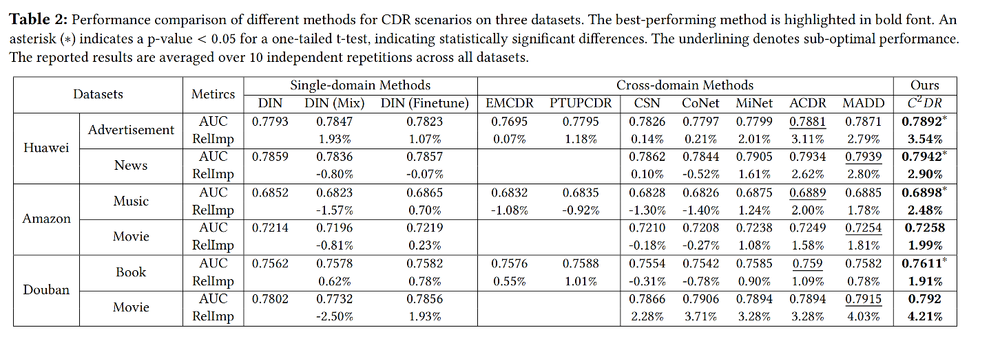 Table 2: Performance comparison of different methods for CDR scenarios on three datasets. The best-performing method is highlighted in bold font. An
asterisk (∗) indicates a p-value < 0.05 for a one-tailed t-test, indicating statistically significant differences. The underlining denotes sub-optimal performance.
The reported results are averaged over 10 independent repetitions across all datasets.
Datasets Metircs Single-domain Methods Cross-domain Methods Ours
DIN DIN (Mix) DIN (Finetune) EMCDR PTUPCDR CSN CoNet MiNet ACDR MADD C²DR
Huawei Advertisement AUC 0.7793 0.7847 0.7823 0.7695 0.7795 0.7826 0.7797 0.7799 0.7881 0.7871 0.7892*
RelImp 1.93% 1.07% 0.07% 1.18% 0.14% 0.21% 2.01% 3.11% 2.79% 3.54%
News AUC 0.7859 0.7836 0.7857 0.7862 0.7844 0.7905 0.7934 0.7939 0.7942*
RelImp -0.80% -0.07% 0.10% -0.52% 1.61% 2.62% 2.80% 2.90%
Amazon Music AUC 0.6852 0.6823 0.6865 0.6832 0.6835 0.6828 0.6826 0.6875 0.6889 0.6885 0.6898*
RelImp -1.57% 0.70% -1.08% -0.92% -1.30% -1.40% 1.24% 2.00% 1.78% 2.48%
Movie AUC 0.7214 0.7196 0.7219 0.7210 0.7208 0.7238 0.7249 0.7254 0.7258
RelImp -0.81% 0.23% -0.18% -0.27% 1.08% 1.58% 1.81% 1.99%
Douban Book AUC 0.7562 0.7578 0.7582 0.7576 0.7588 0.7554 0.7542 0.7585 0.759 0.7582 0.7611*
RelImp 0.62% 0.78% 0.55% 1.01% -0.31% -0.78% 0.90% 1.09% 0.78% 1.91%
Movie AUC 0.7802 0.7732 0.7856 0.7866 0.7906 0.7894 0.7894 0.7915 0.792
RelImp -2.50% 1.93% 2.28% 3.71% 3.28% 3.28% 4.03% 4.21%